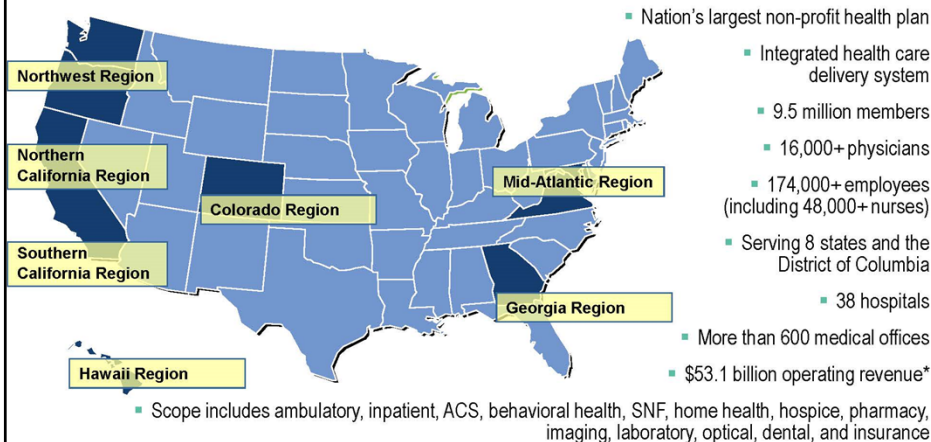 Nation's largest non-profit health plan
Integrated health care
delivery system
9.5 million members
16,000+ physicians
174,000+ employees
(including 48,000+ nurses)
Serving 8 states and the
District of Columbia
38 hospitals
More than 600 medical offices
$53.1 billion operating revenue*
Scope includes ambulatory, inpatient, ACS, behavioral health, SNF, home health, hospice, pharmacy,
imaging, laboratory, optical, dental, and insurance
Northwest Region
Northern
California Region
Southern
California Region
Colorado Region
Mid-Atlantic Region
Georgia Region
Hawaii Region